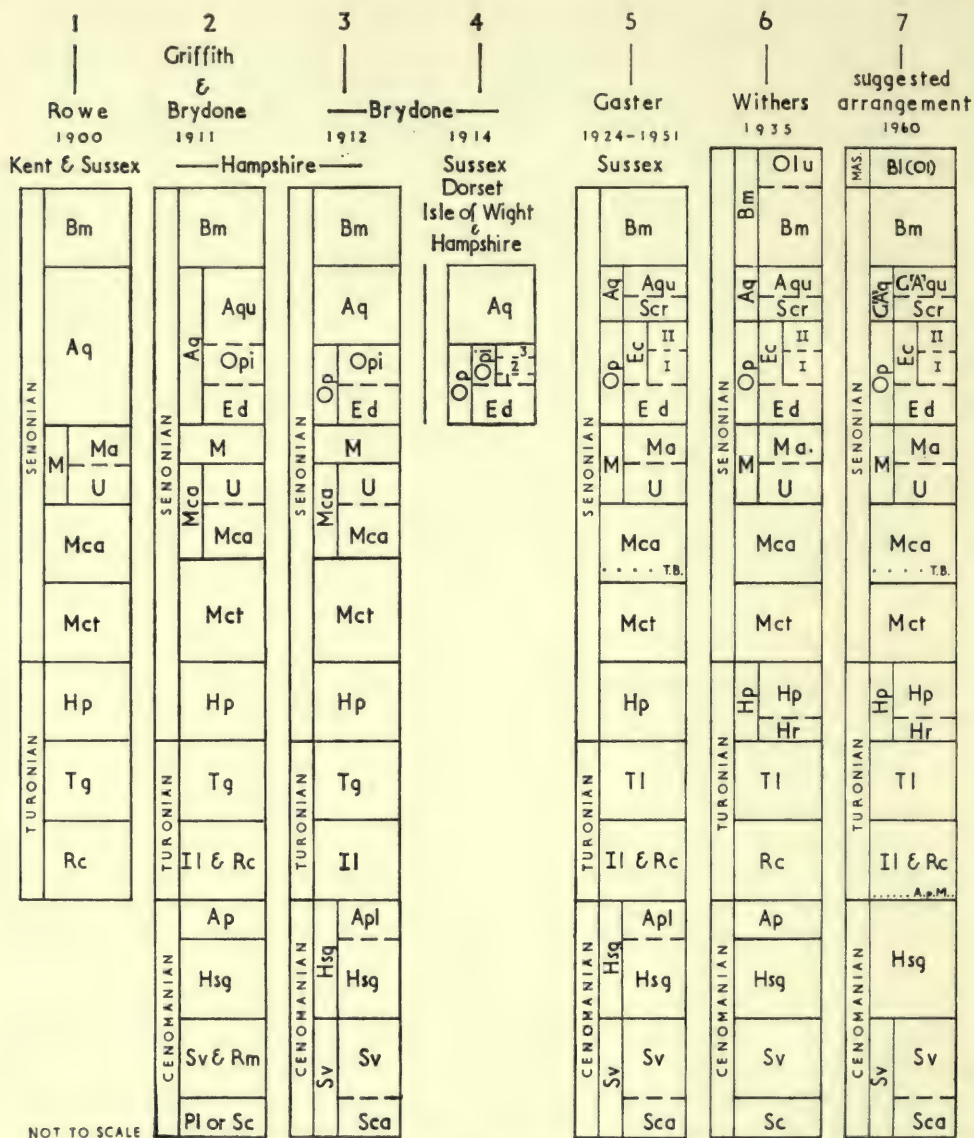 1
2
3
4
5
6
7
Griffith
&
Brydone
1911
Rowe
1900
Kent & Sussex
Brydone
1912
1914
Hampshire
Sussex
Dorset
Isle of Wight
&
Hampshire
Gaster
1924–1951
Sussex
Withers
1935
suggested
arrangement
1960
SENONIAN
Bm
Aq
M
Ma
U
Mca
Mct
TURONIAN
Hp
Tg
Rc
SENONIAN
Bm
Aq
Aqu
Opi
Ed
M
Mca
U
Mca
Mct
Hp
TURONIAN
Tg
Il & Rc
CENOMANIAN
Ap
Hsg
Sv & Rm
Pl or Sc
SENONIAN
Bm
Aq
Op
Opi
Ed
M
Mca
U
Mca
Mct
Hp
TURONIAN
Tg
Il
CENOMANIAN
Hsg
Apl
Hsg
Sv
Sv
Sca
Aq
Op
Opi
3
2
1
Ed
SENONIAN
Bm
Aq
Aqu
Scr
Op
Ec
II
I
Ed
M
Ma
U
Mca
T.B.
Mct
Hp
TURONIAN
Tl
Il & Rc
CENOMANIAN
Hsg
Apl
Hsg
Sv
Sv
Sca
SENONIAN
Bm
Olu
Bm
Aq
Aqu
Scr
Op
Ec
II
I
Ed
M
Ma.
U
Mca
Mct
TURONIAN
Hp
Hp
Hr
Tl
Rc
CENOMANIAN
Ap
Hsg
Sv
Sc
MAS.
Bl(Ol)
SENONIAN
Bm
G'A'q
G'A'qu
Scr
Op
Ec
II
I
Ed
M
Ma
U
Mca
T.B.
Mct
TURONIAN
Hp
Hp
Hr
Tl
Il & Rc
A.p.M.
CENOMANIAN
Hsg
Sv
Sv
Sca
NOT TO SCALE